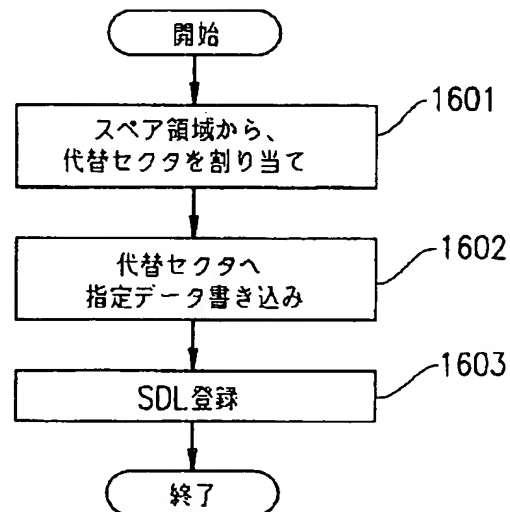 開始
1601
スペア領域から、
代替セクタを割り当て
1602
代替セクタへ
指定データ書き込み
1603
SDL登録
終了